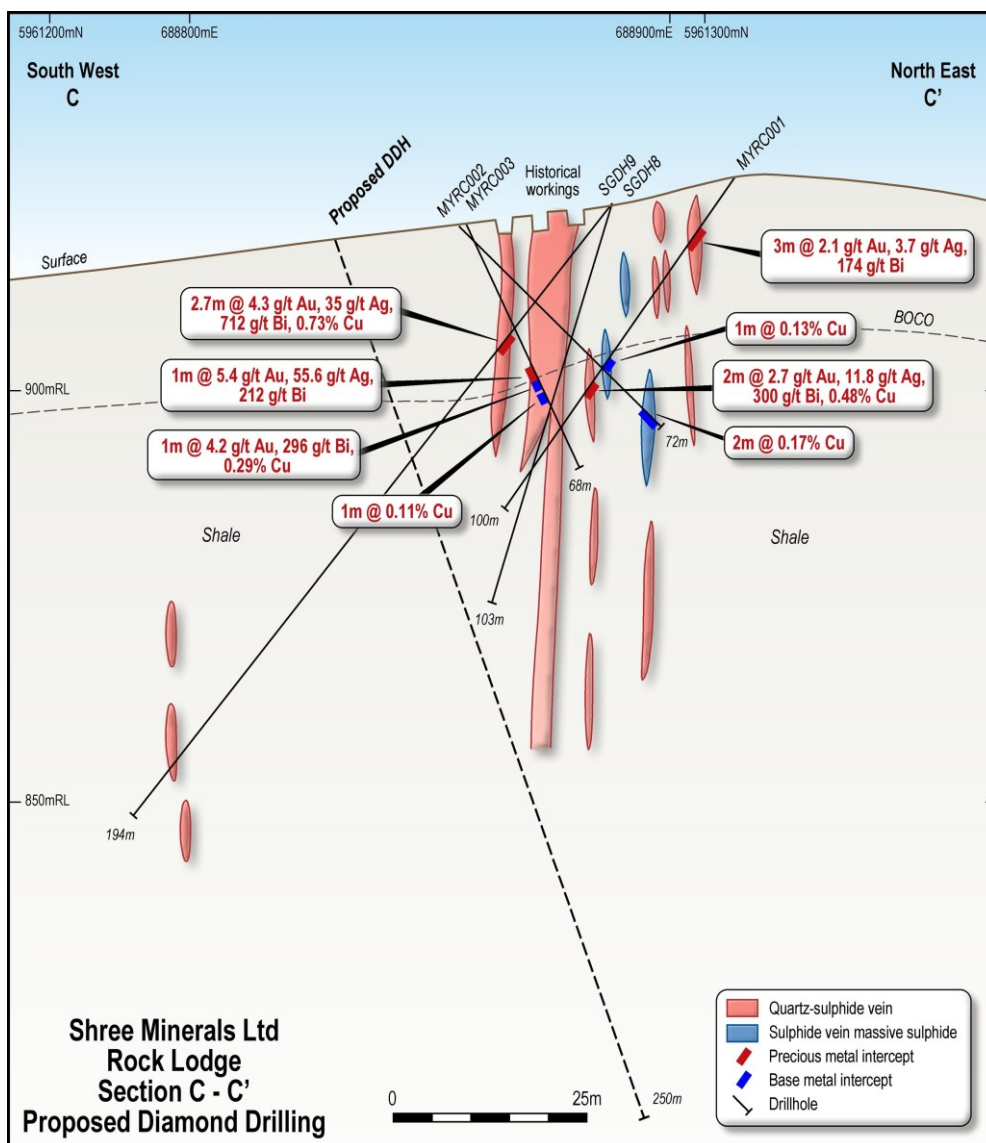 5961200mN
688800mE
688900mE
5961300mN
South West
C
North East
C'
Proposed DDH
MYRC002
MYRC003
Historical
workings
SGDH9
SGDH8
MYRC001
Surface
3m @ 2.1 g/t Au, 3.7 g/t Ag,
174 g/t Bi
2.7m @ 4.3 g/t Au, 35 g/t Ag,
712 g/t Bi, 0.73% Cu
1m @ 0.13% Cu
BOCO
1m @ 5.4 g/t Au, 55.6 g/t Ag,
212 g/t Bi
2m @ 2.7 g/t Au, 11.8 g/t Ag,
300 g/t Bi, 0.48% Cu
900mRL
1m @ 4.2 g/t Au, 296 g/t Bi,
0.29% Cu
2m @ 0.17% Cu
72m
68m
1m @ 0.11% Cu
100m
Shale
Shale
103m
850mRL
194m
Shree Minerals Ltd
Rock Lodge
Section C - C'
Proposed Diamond Drilling
0
25m
250m
Quartz-sulphide vein
Sulphide vein massive sulphide
Precious metal intercept
Base metal intercept
Drillhole